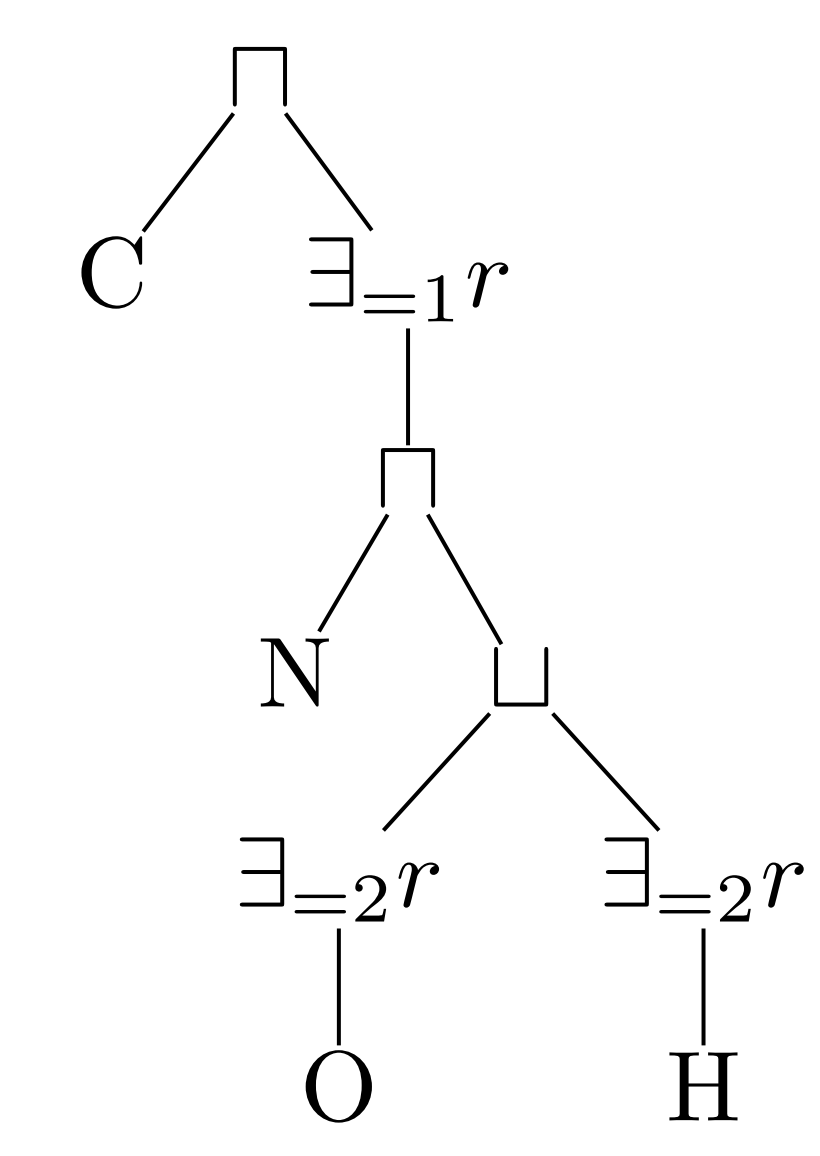 ⊓
C ∃=1r
⊓
N ⊔
∃=2r ∃=2r
O H